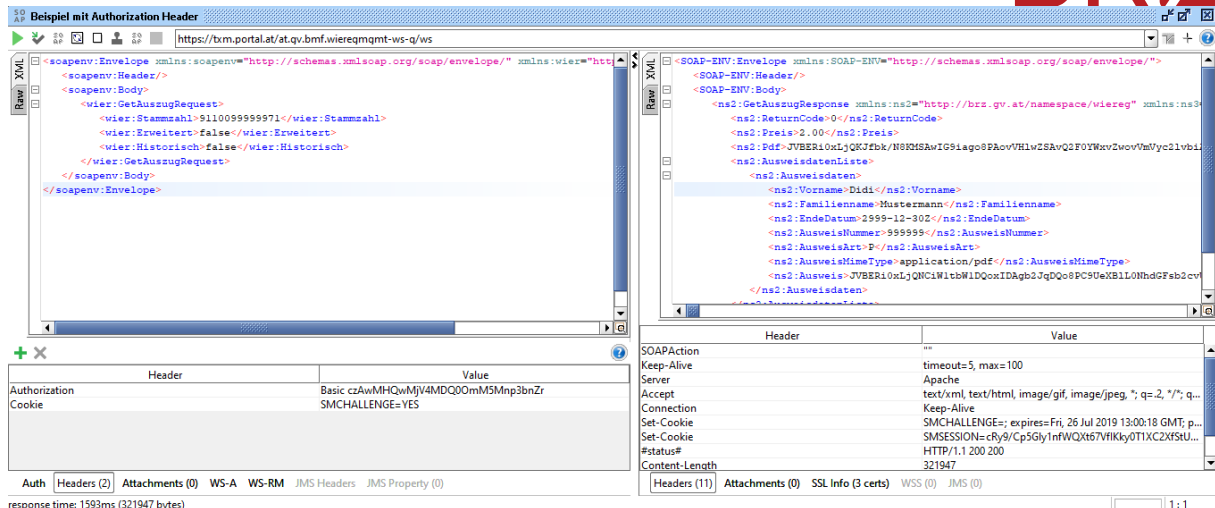 SO AP Beispiel mit Authorization Header
https://txm.portal.at/at.gv.bmf.wiereqmqmt-ws-q/ws
XML
Raw
<soapenv:Envelope xmlns:soapenv="http://schemas.xmlsoap.org/soap/envelope/" xmlns:wier="http
<soapenv:Header/>
<soapenv:Body>
<wier:GetAuszugRequest>
<wier:Stammzahl>9110099999971</wier:Stammzahl>
<wier:Erweitert>false</wier:Erweitert>
<wier:Historisch>false</wier:Historisch>
</wier:GetAuszugRequest>
</soapenv:Body>
</soapenv:Envelope>
Header Value
Authorization Basic czAwMHQwMjV4MDQ0OmM5Mnp3bnZr
Cookie SMCHALLENGE=YES
Auth Headers (2) Attachments (0) WS-A WS-RM JMS Headers JMS Property (0)
response time: 1593ms (321947 bytes)
XML
Raw
<SOAP-ENV:Envelope xmlns:SOAP-ENV="http://schemas.xmlsoap.org/soap/envelope/">
<SOAP-ENV:Header/>
<SOAP-ENV:Body>
<ns2:GetAuszugResponse xmlns:ns2="http://brz.gv.at/namespace/wiereg" xmlns:ns3
<ns2:ReturnCode>0</ns2:ReturnCode>
<ns2:Preis>2.00</ns2:Preis>
<ns2:Pdf>
<ns2:AusweisdatenListe>
<ns2:Ausweisdaten>
<ns2:Vorname>Didi</ns2:Vorname>
<ns2:Familienname>Mustermann</ns2:Familienname>
<ns2:EndeDatum>2999-12-30Z</ns2:EndeDatum>
<ns2:AusweisNummer>999999</ns2:AusweisNummer>
<ns2:AusweisArt>P</ns2:AusweisArt>
<ns2:AusweisMimeType>application/pdf</ns2:AusweisMimeType>
<ns2:Ausweis>
</ns2:Ausweisdaten>
</ns2:AusweisdatenListe>
Header Value
SOAPAction ""
Keep-Alive timeout=5, max=100
Server Apache
Accept text/xml, text/html, image/gif, image/jpeg, *; q=.2, */*; q...
Connection Keep-Alive
Set-Cookie SMCHALLENGE=; expires=Fri, 26 Jul 2019 13:00:18 GMT; p...
Set-Cookie SMSESSION=
#status# HTTP/1.1 200 200
Content-Length 321947
Headers (11) Attachments (0) SSL Info (3 certs) WSS (0) JMS (0)
1 : 1